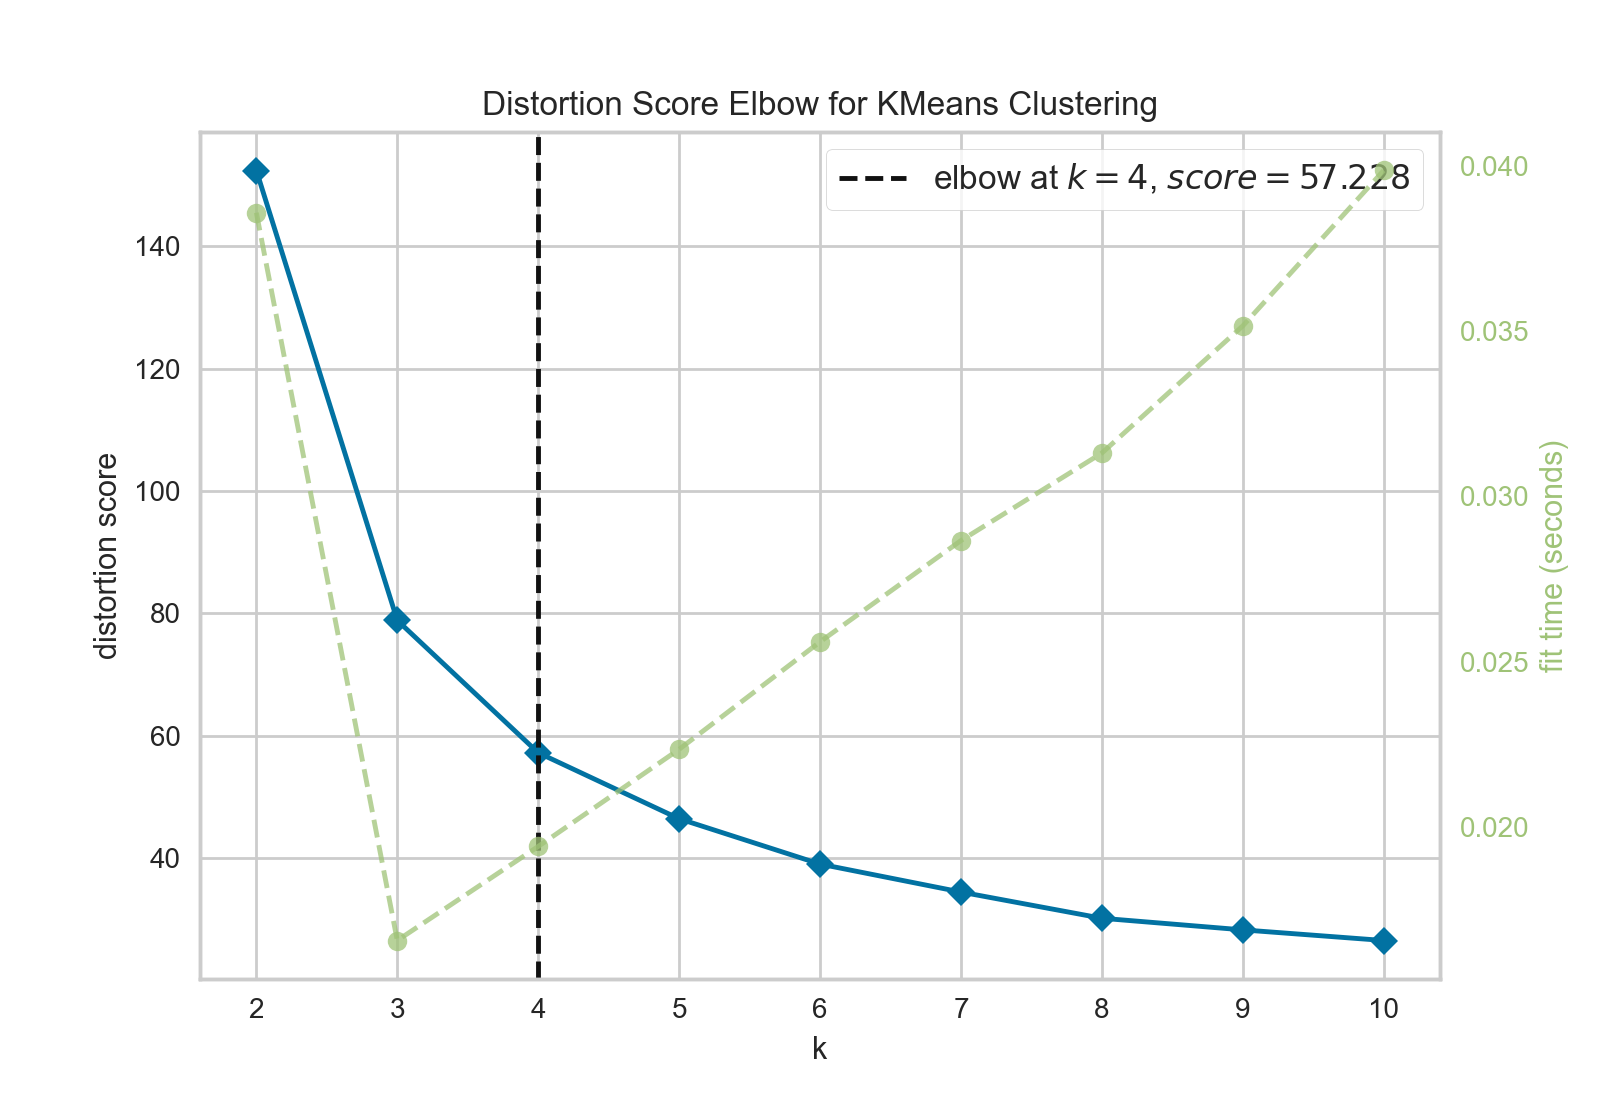 Distortion Score Elbow for KMeans Clustering
elbow at k = 4, score = 57.228
distortion score
140
120
100
80
60
40
0.040
0.035
0.030
0.025
0.020
fit time (seconds)
2 3 4 5 6 7 8 9 10
k